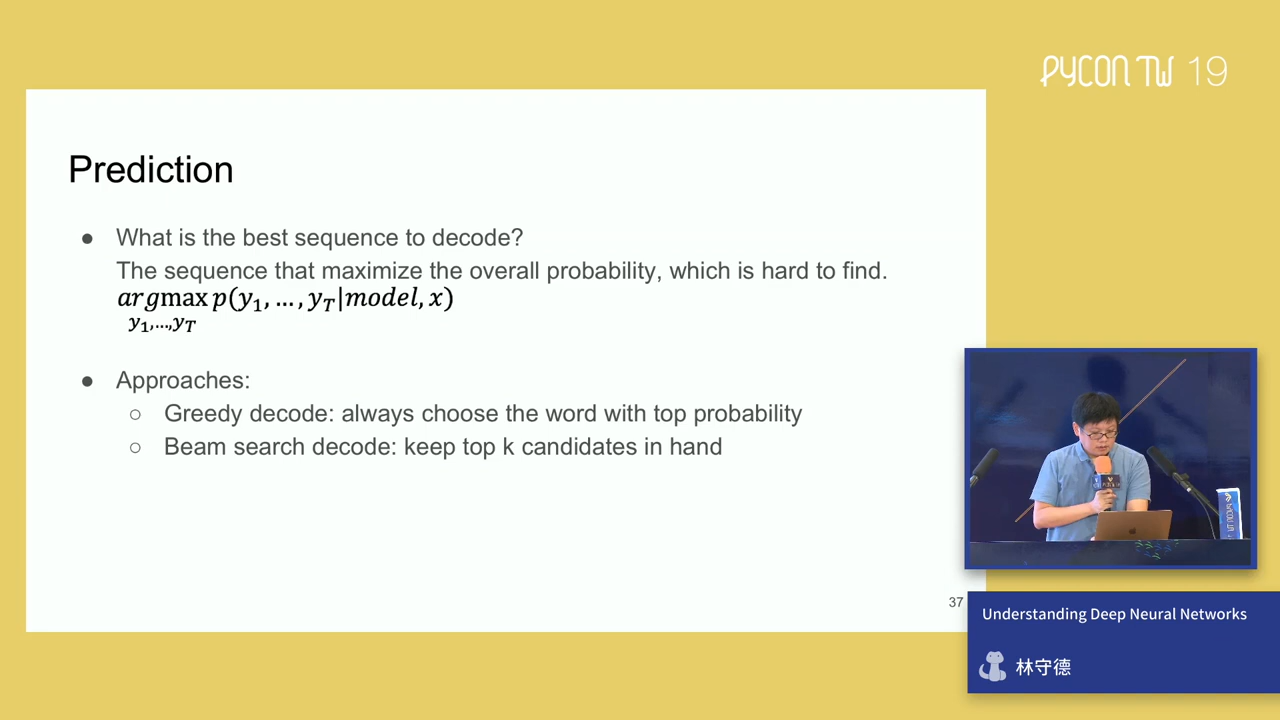 PYCON TW 19
Prediction
● What is the best sequence to decode?
The sequence that maximize the overall probability, which is hard to find.
argmax p(y₁, … , y_T|model, x)
y₁,…,y_T
● Approaches:
○ Greedy decode: always choose the word with top probability
○ Beam search decode: keep top k candidates in hand
37
Understanding Deep Neural Networks
林守德